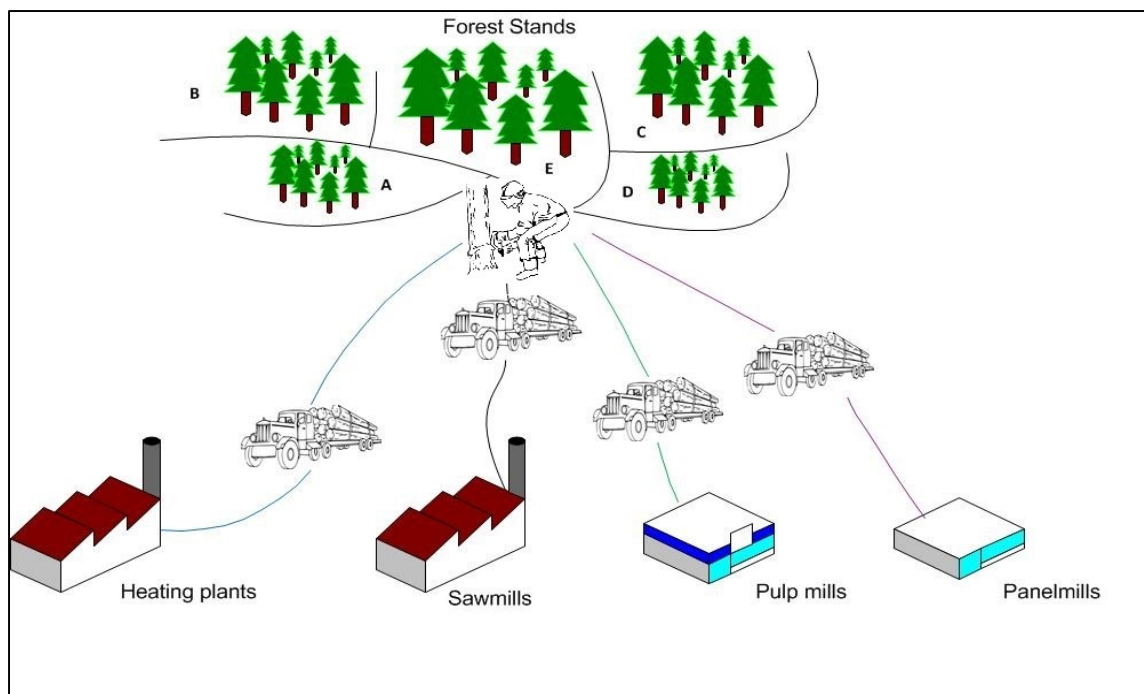 Forest Stands
B
C
E
A
D
Heating plants
Sawmills
Pulp mills
Panelmills